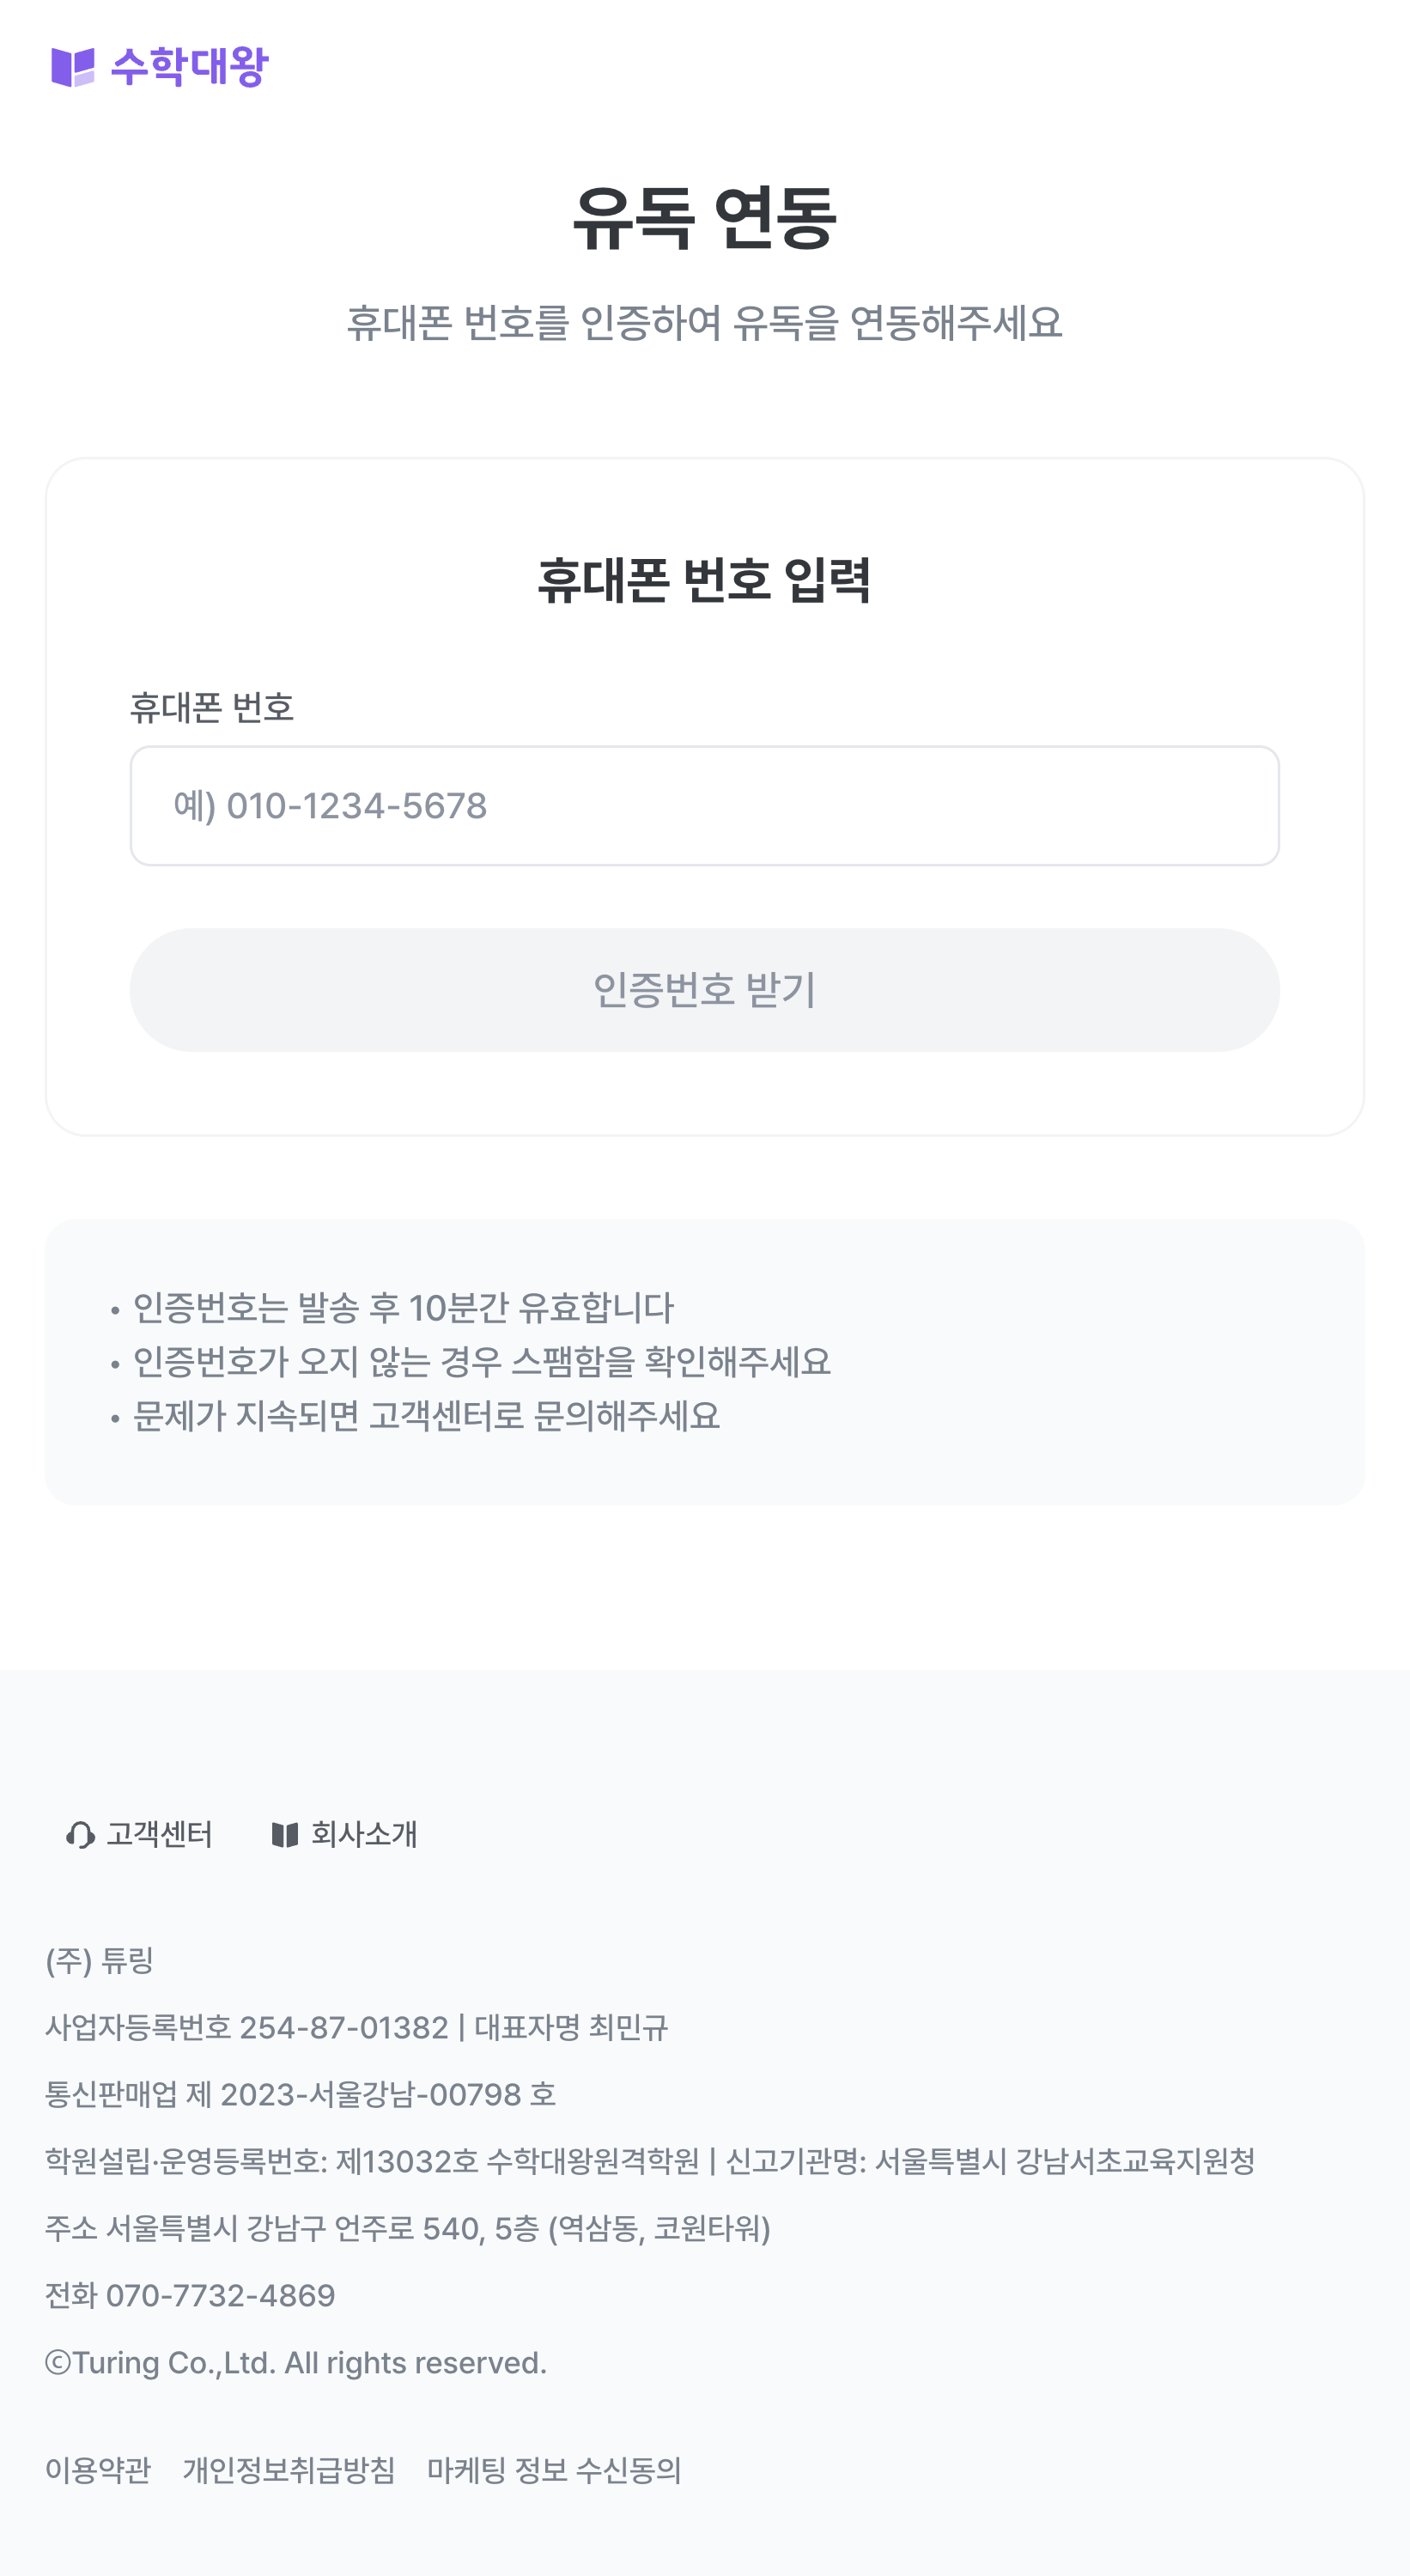 수학대왕
유독 연동
휴대폰 번호를 인증하여 유독을 연동해주세요
휴대폰 번호 입력
휴대폰 번호
예) 010-1234-5678
인증번호 받기
• 인증번호는 발송 후 10분간 유효합니다
• 인증번호가 오지 않는 경우 스팸함을 확인해주세요
• 문제가 지속되면 고객센터로 문의해주세요
고객센터 회사소개
(주) 튜링
사업자등록번호 254-87-01382 | 대표자명 최민규
통신판매업 제 2023-서울강남-00798 호
학원설립·운영등록번호: 제13032호 수학대왕원격학원 | 신고기관명: 서울특별시 강남서초교육지원청
주소 서울특별시 강남구 언주로 540, 5층 (역삼동, 코원타워)
전화 070-7732-4869
ⓒTuring Co.,Ltd. All rights reserved.
이용약관 개인정보취급방침 마케팅 정보 수신동의